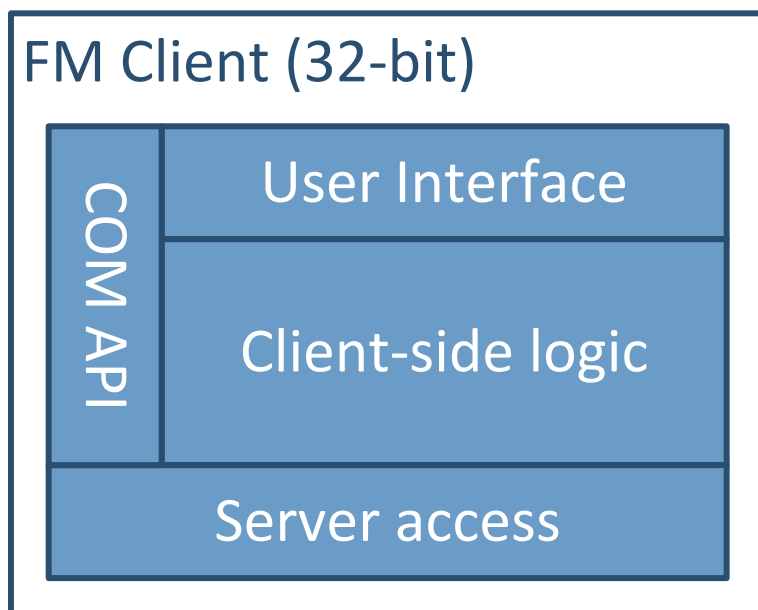 FM Client (32-bit)
COM API
User Interface
Client-side logic
Server access